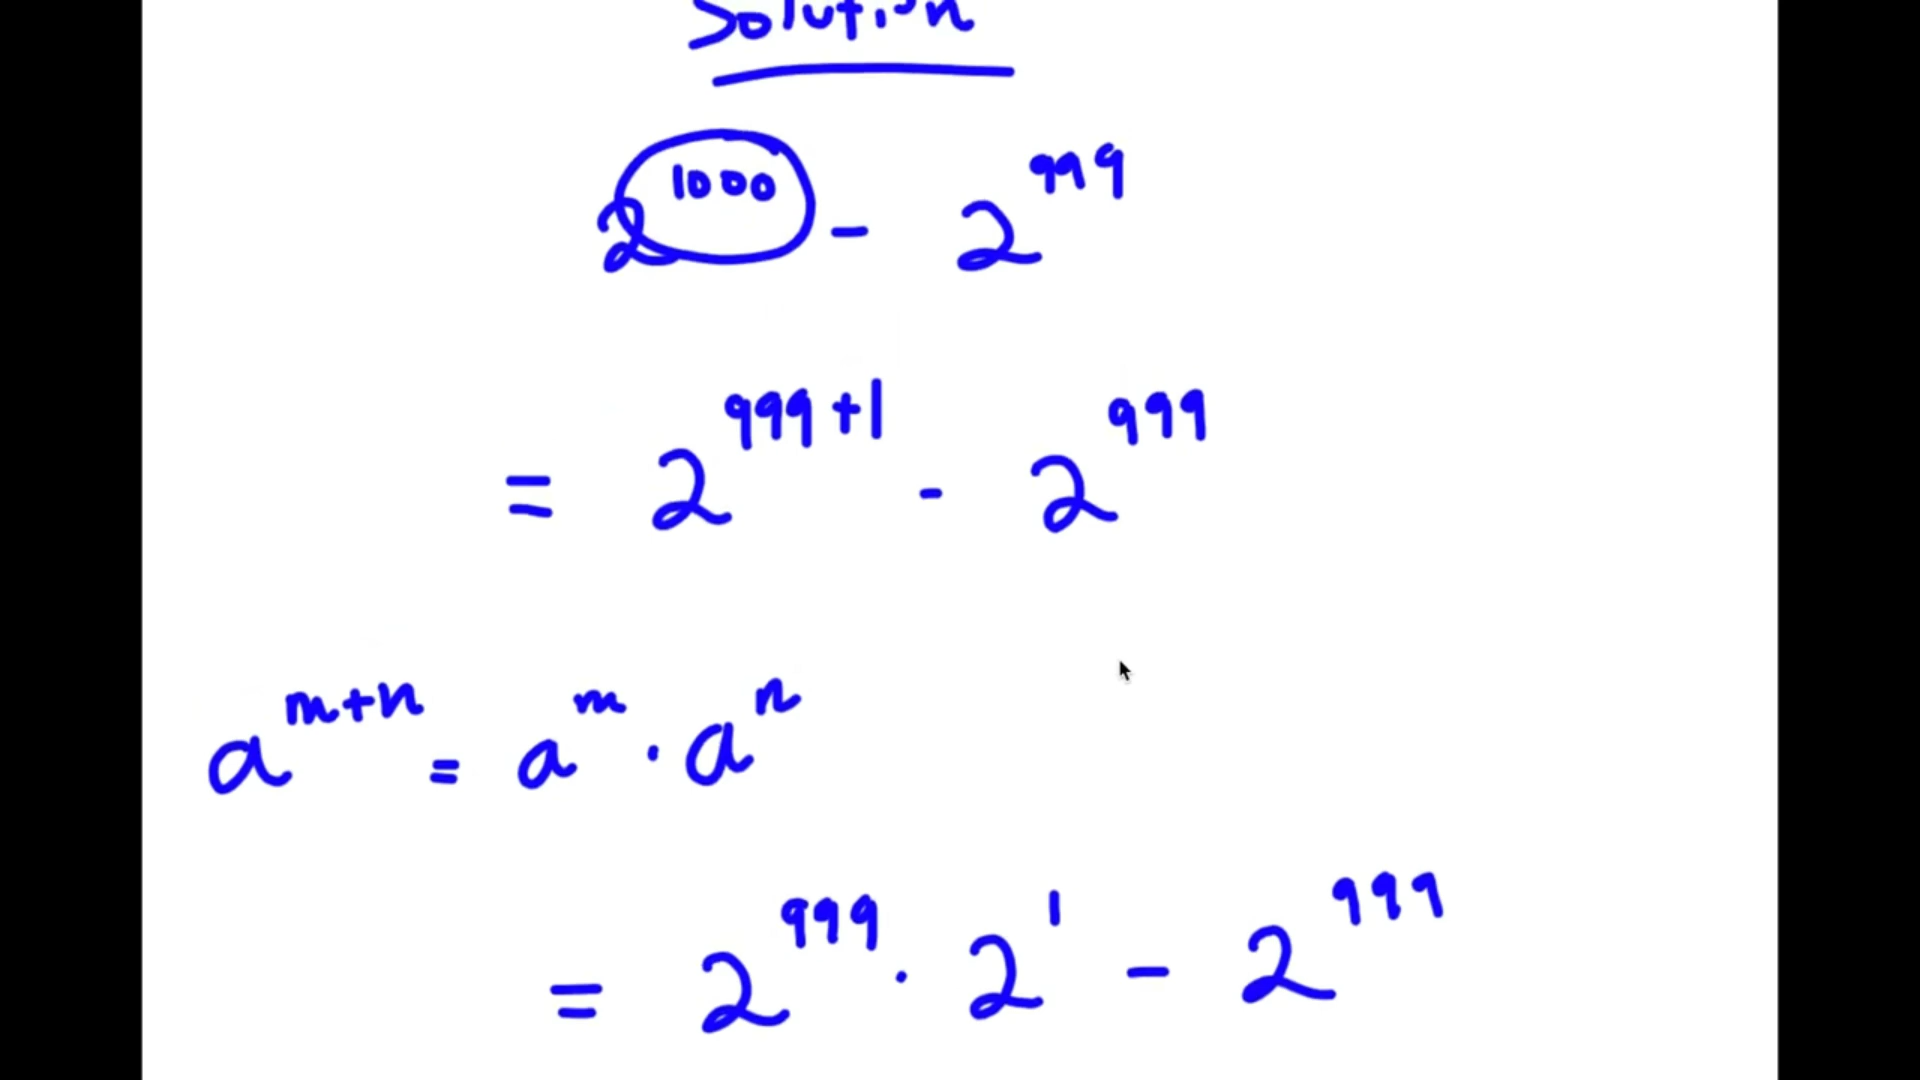 Solution
2^1000 - 2^999
= 2^999+1 - 2^999
a^m+n = a^m · a^n
= 2^999 · 2^1 - 2^999